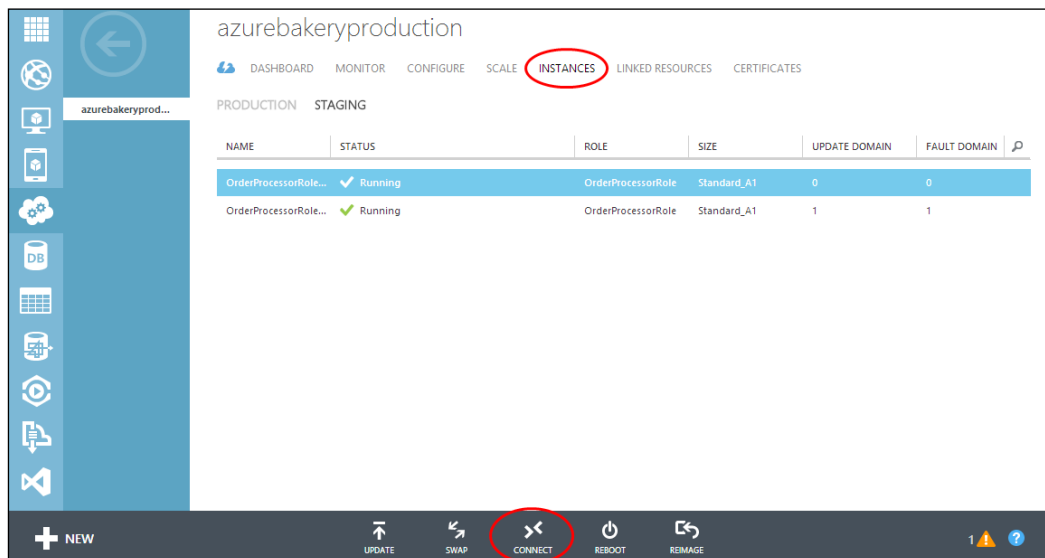 azurebakeryproduction
DASHBOARD MONITOR CONFIGURE SCALE INSTANCES LINKED RESOURCES CERTIFICATES
azurebakeryprod...
PRODUCTION STAGING
NAME STATUS ROLE SIZE UPDATE DOMAIN FAULT DOMAIN
OrderProcessorRole... Running OrderProcessorRole Standard_A1 0 0
OrderProcessorRole... Running OrderProcessorRole Standard_A1 1 1
DB
NEW UPDATE SWAP CONNECT REBOOT REIMAGE 1 ?